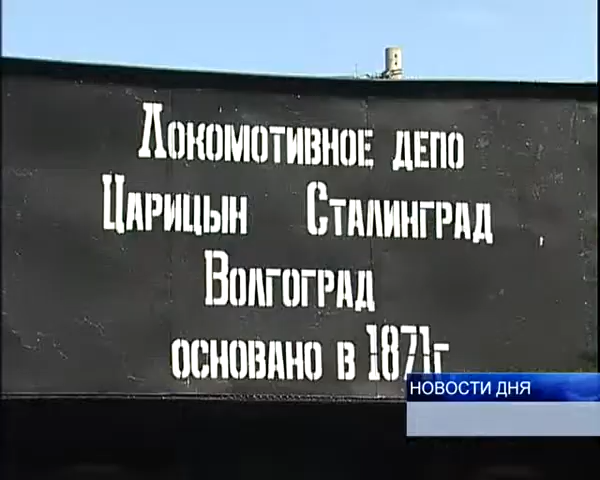 Локомотивное депо
Царицын Сталинград
Волгоград
основано в 1871г
НОВОСТИ ДНЯ